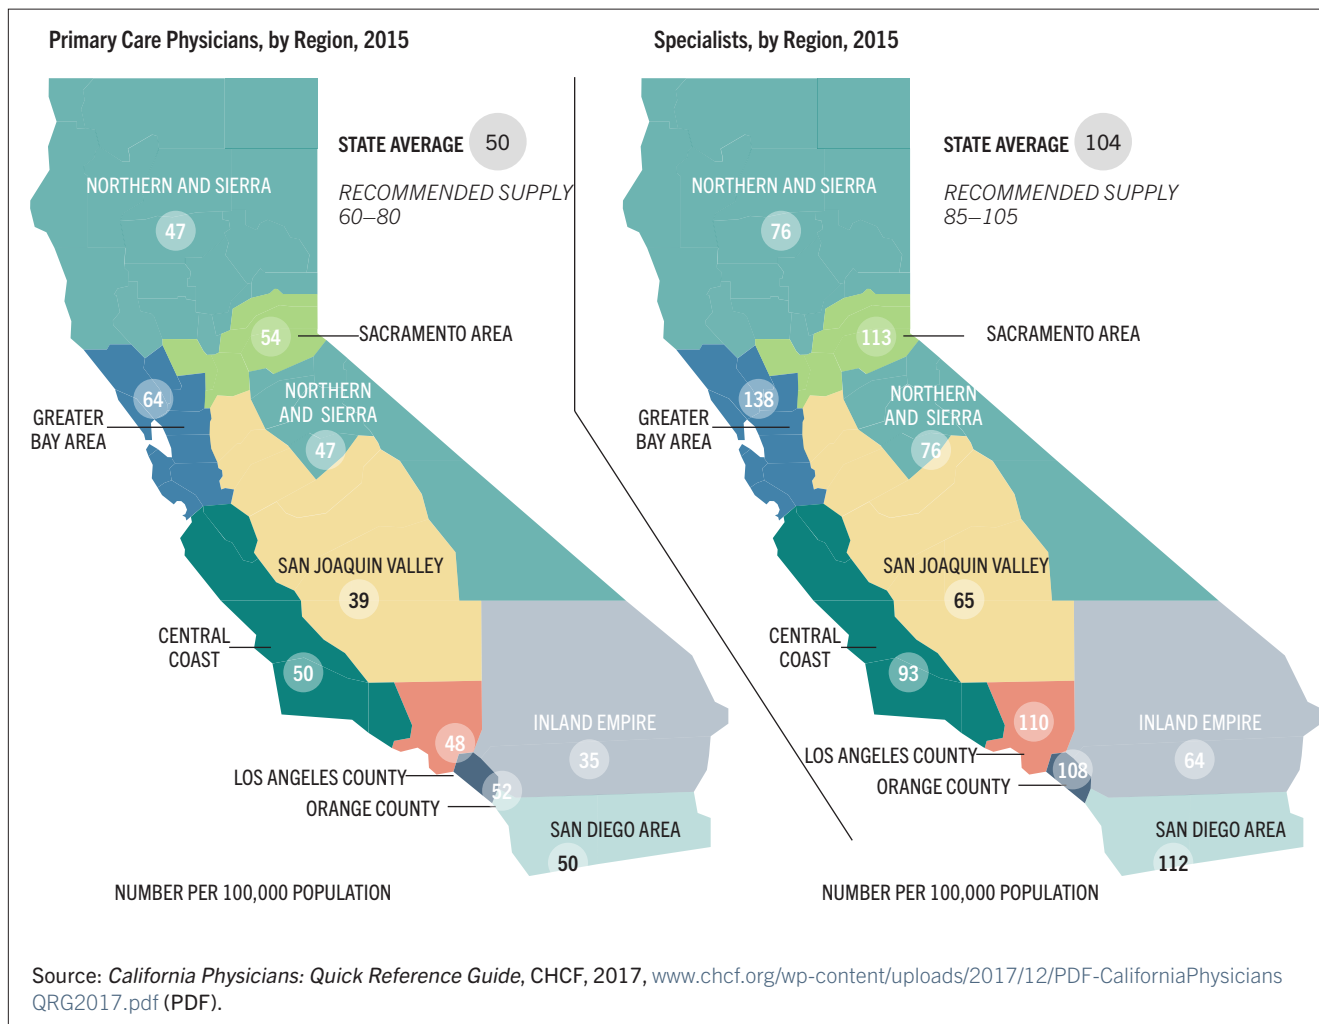 Primary Care Physicians, by Region, 2015
STATE AVERAGE 50
RECOMMENDED SUPPLY
60–80
NORTHERN AND SIERRA
47
54
SACRAMENTO AREA
64
GREATER
BAY AREA
NORTHERN
AND SIERRA
47
SAN JOAQUIN VALLEY
39
CENTRAL
COAST
50
INLAND EMPIRE
35
48
LOS ANGELES COUNTY
52
ORANGE COUNTY
SAN DIEGO AREA
50
NUMBER PER 100,000 POPULATION
Specialists, by Region, 2015
STATE AVERAGE 104
RECOMMENDED SUPPLY
85–105
NORTHERN AND SIERRA
76
113
SACRAMENTO AREA
138
GREATER
BAY AREA
NORTHERN
AND SIERRA
76
SAN JOAQUIN VALLEY
65
CENTRAL
COAST
93
110
INLAND EMPIRE
64
LOS ANGELES COUNTY
108
ORANGE COUNTY
SAN DIEGO AREA
112
NUMBER PER 100,000 POPULATION
Source: California Physicians: Quick Reference Guide, CHCF, 2017, www.chcf.org/wp-content/uploads/2017/12/PDF-CaliforniaPhysicians
QRG2017.pdf (PDF).